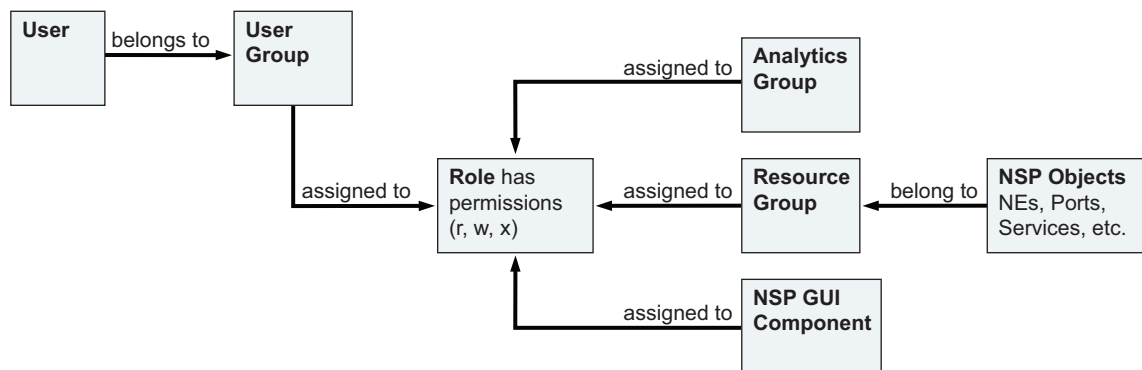 User
belongs to
User
Group
Analytics
Group
assigned to
assigned to
Role has
permissions
(r, w, x)
assigned to
Resource
Group
belong to
NSP Objects
NEs, Ports,
Services, etc.
assigned to
NSP GUI
Component